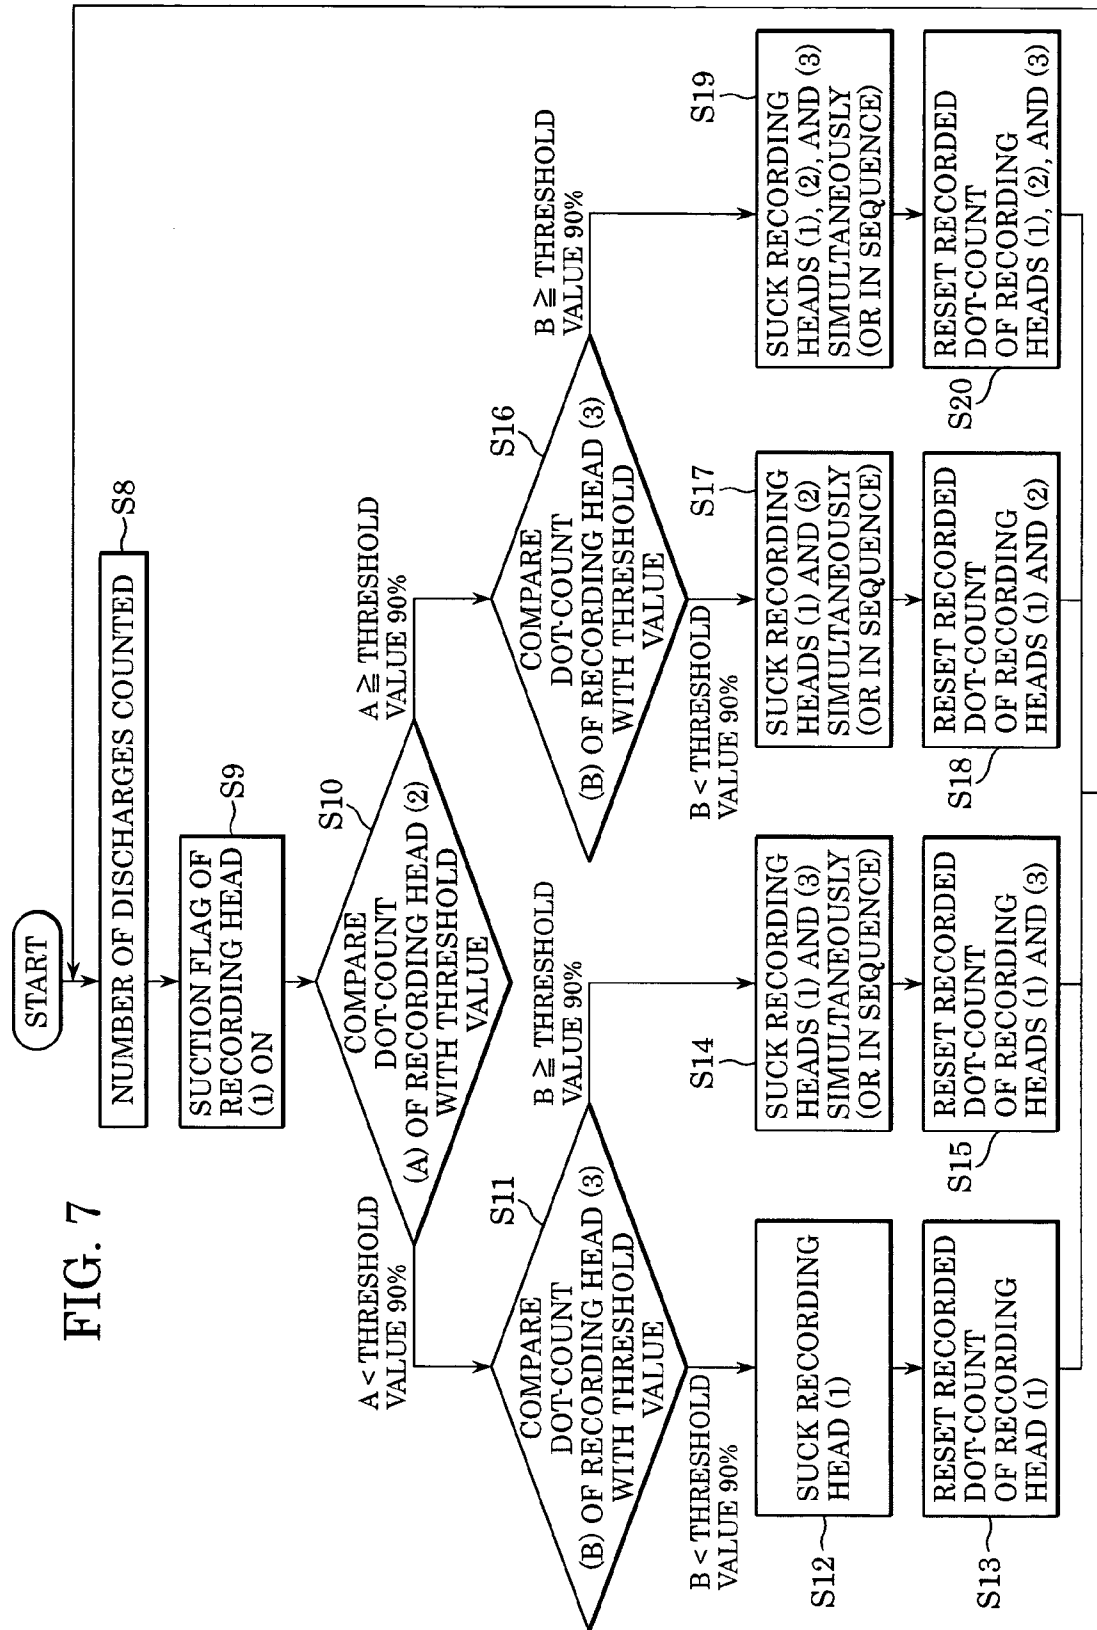 FIG. 7
START
NUMBER OF DISCHARGES COUNTED
S8
SUCTION FLAG OF
RECORDING HEAD
(1) ON
S9
COMPARE
DOT-COUNT
(A) OF RECORDING HEAD (2)
WITH THRESHOLD
VALUE
S10
A < THRESHOLD
VALUE 90%
A ≧ THRESHOLD
VALUE 90%
COMPARE
DOT-COUNT
(B) OF RECORDING HEAD (3)
WITH THRESHOLD
VALUE
S11
B < THRESHOLD
VALUE 90%
B ≧ THRESHOLD
VALUE 90%
SUCK RECORDING
HEAD (1)
S12
RESET RECORDED
DOT-COUNT
OF RECORDING
HEAD (1)
S13
SUCK RECORDING
HEADS (1) AND (3)
SIMULTANEOUSLY
(OR IN SEQUENCE)
S14
RESET RECORDED
DOT-COUNT
OF RECORDING
HEADS (1) AND (3)
S15
COMPARE
DOT-COUNT
(B) OF RECORDING HEAD (3)
WITH THRESHOLD
VALUE
S16
B < THRESHOLD
VALUE 90%
B ≧ THRESHOLD
VALUE 90%
SUCK RECORDING
HEADS (1) AND (2)
SIMULTANEOUSLY
(OR IN SEQUENCE)
S17
RESET RECORDED
DOT-COUNT
OF RECORDING
HEADS (1) AND (2)
S18
SUCK RECORDING
HEADS (1), (2), AND (3)
SIMULTANEOUSLY
(OR IN SEQUENCE)
S19
RESET RECORDED
DOT-COUNT
OF RECORDING
HEADS (1), (2), AND (3)
S20